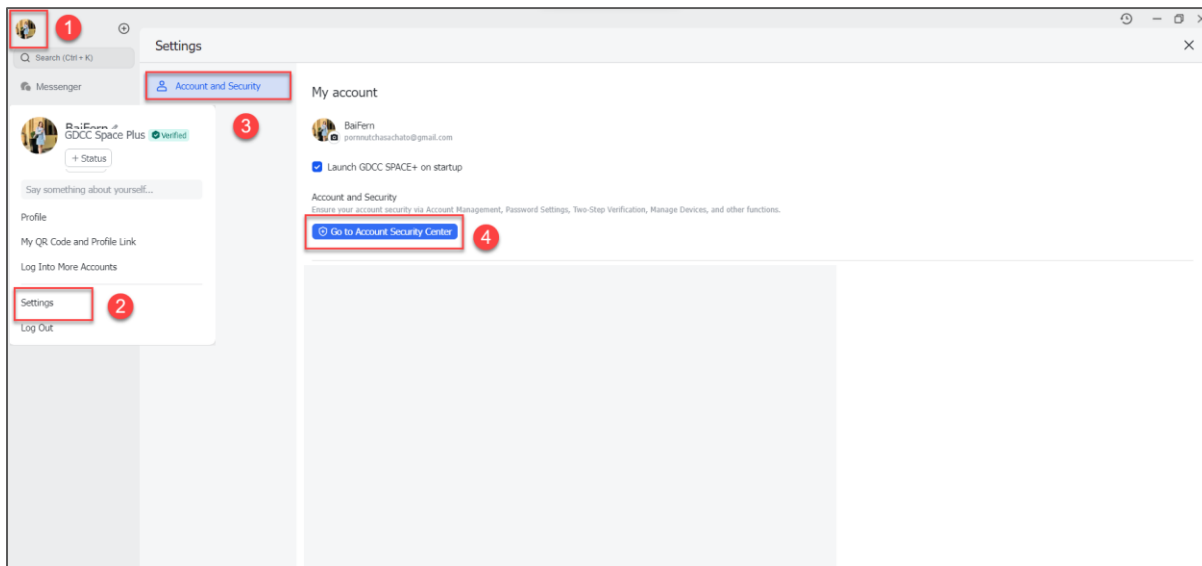 1
Search (Ctrl + K)
Messenger
BaiFern
GDCC Space Plus Verified
+ Status
Say something about yourself...
Profile
My QR Code and Profile Link
Log Into More Accounts
Settings
2
Log Out
Settings
Account and Security
3
My account
BaiFern
pornnutchasachato@gmail.com
Launch GDCC SPACE+ on startup
Account and Security
Ensure your account security via Account Management, Password Settings, Two-Step Verification, Manage Devices, and other functions.
Go to Account Security Center
4